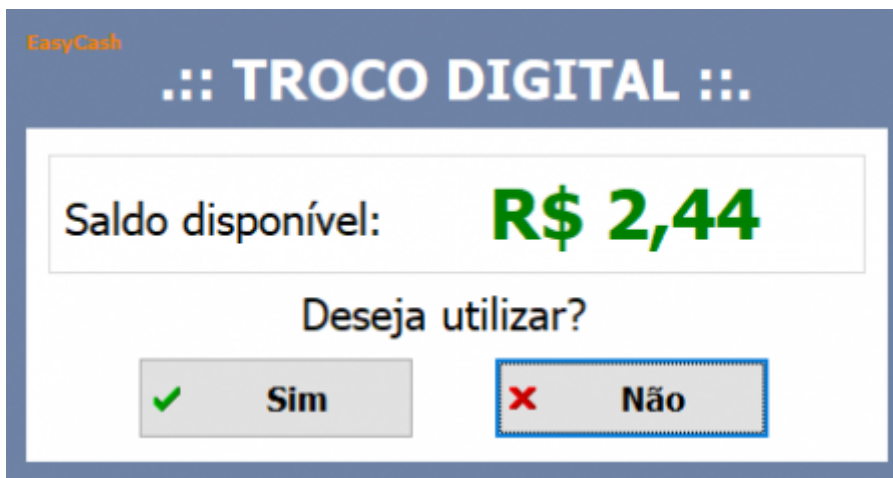 EasyCash
.:: TROCO DIGITAL ::.
Saldo disponível: R$ 2,44
Deseja utilizar?
Sim Não